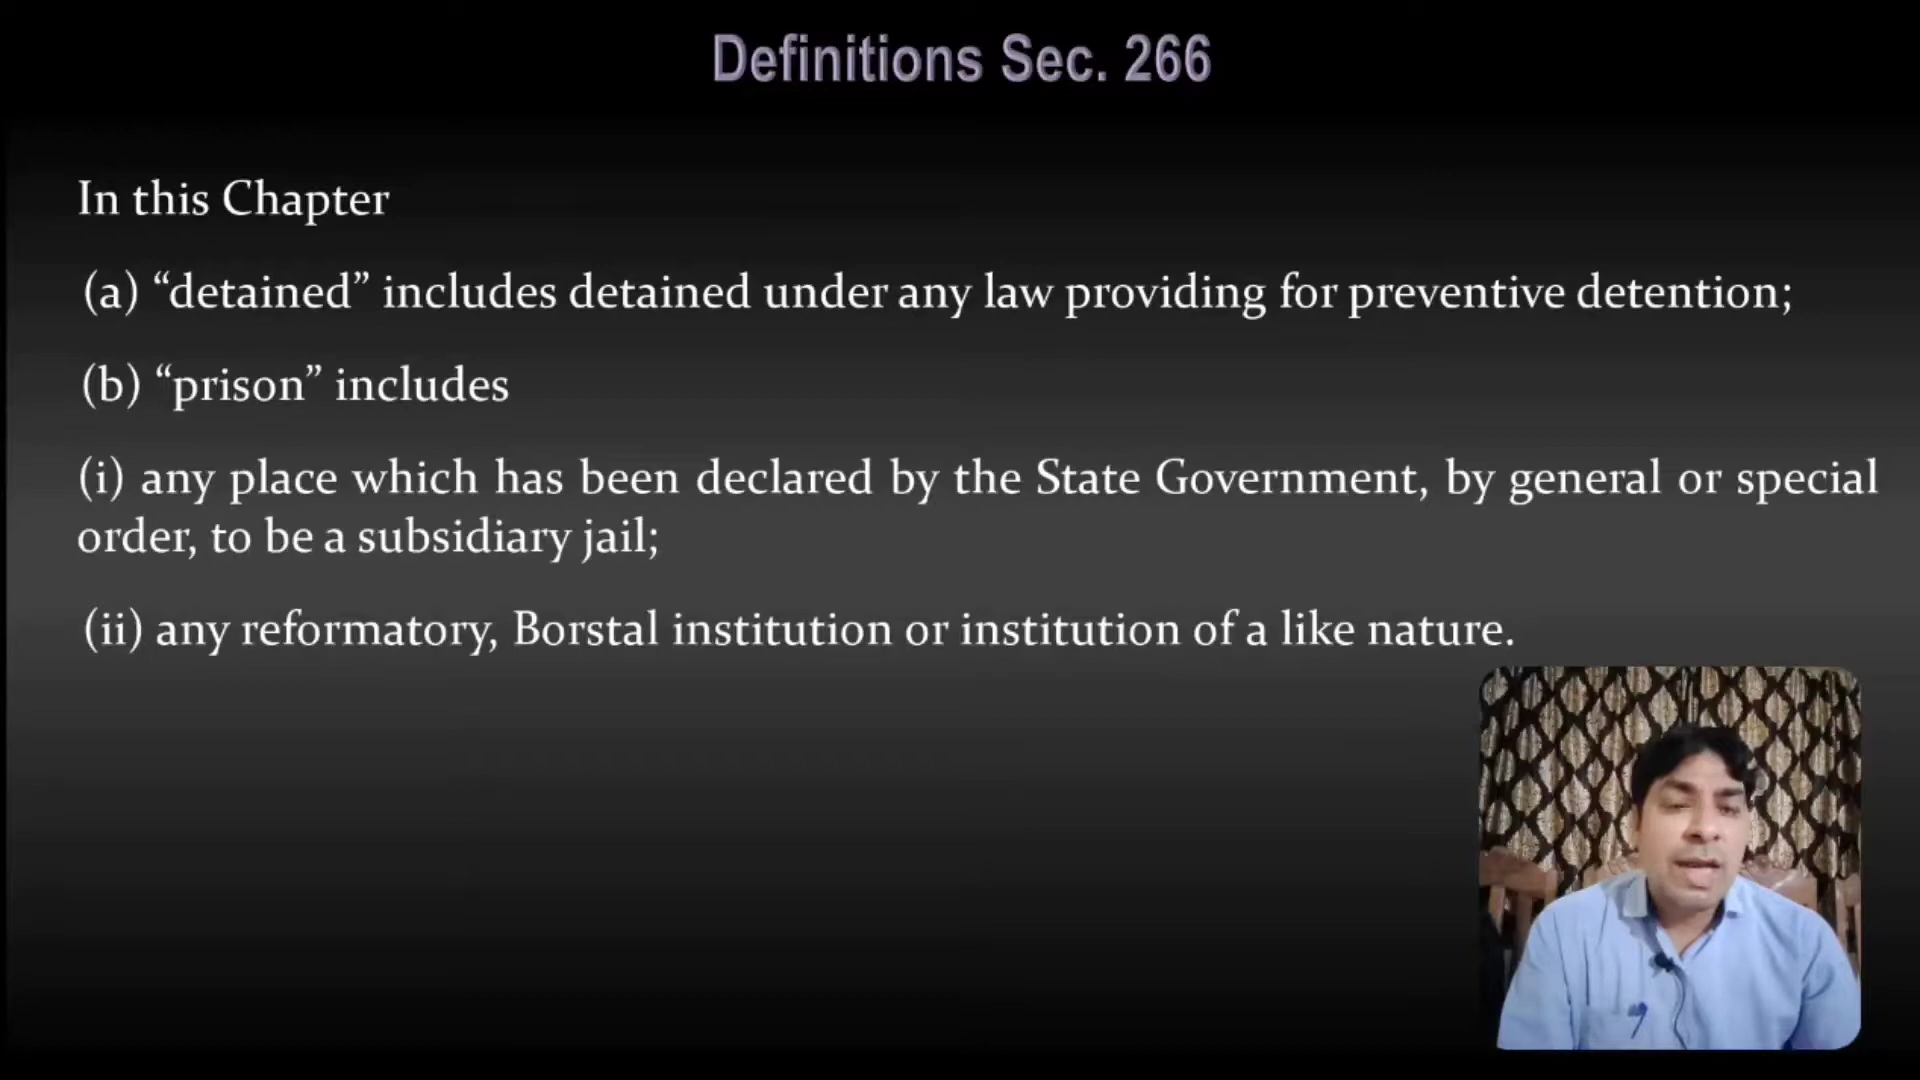 Definitions Sec. 266
In this Chapter
(a) “detained” includes detained under any law providing for preventive detention;
(b) “prison” includes
(i) any place which has been declared by the State Government, by general or special
order, to be a subsidiary jail;
(ii) any reformatory, Borstal institution or institution of a like nature.